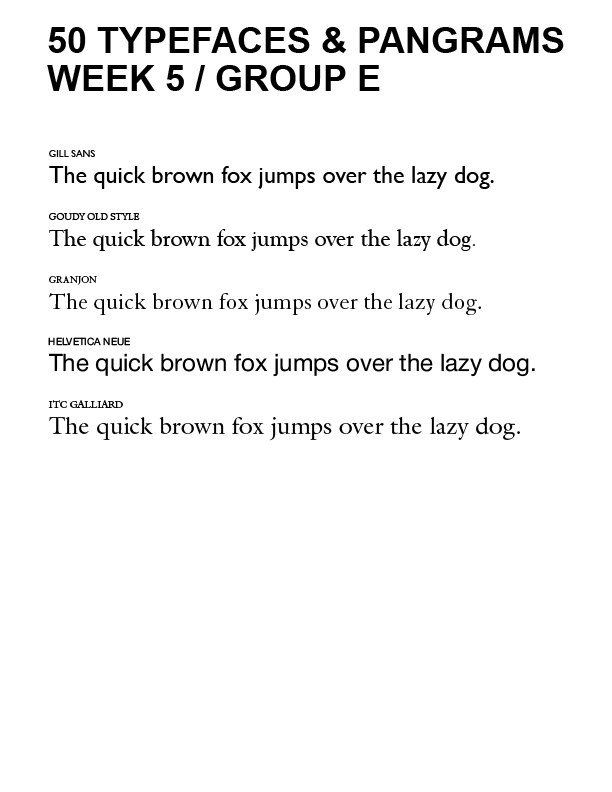 50 TYPEFACES & PANGRAMS
WEEK 5 / GROUP E
GILL SANS
The quick brown fox jumps over the lazy dog.
GOUDY OLD STYLE
The quick brown fox jumps over the lazy dog.
GRANJON
The quick brown fox jumps over the lazy dog.
HELVETICA NEUE
The quick brown fox jumps over the lazy dog.
ITC GALLIARD
The quick brown fox jumps over the lazy dog.